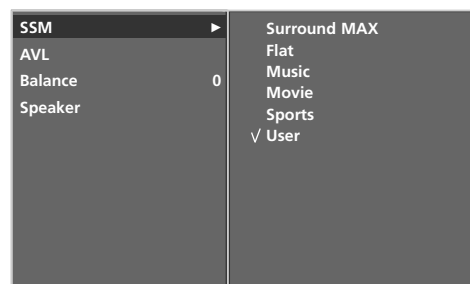 SSM ►
AVL
Balance 0
Speaker
Surround MAX
Flat
Music
Movie
Sports
√ User